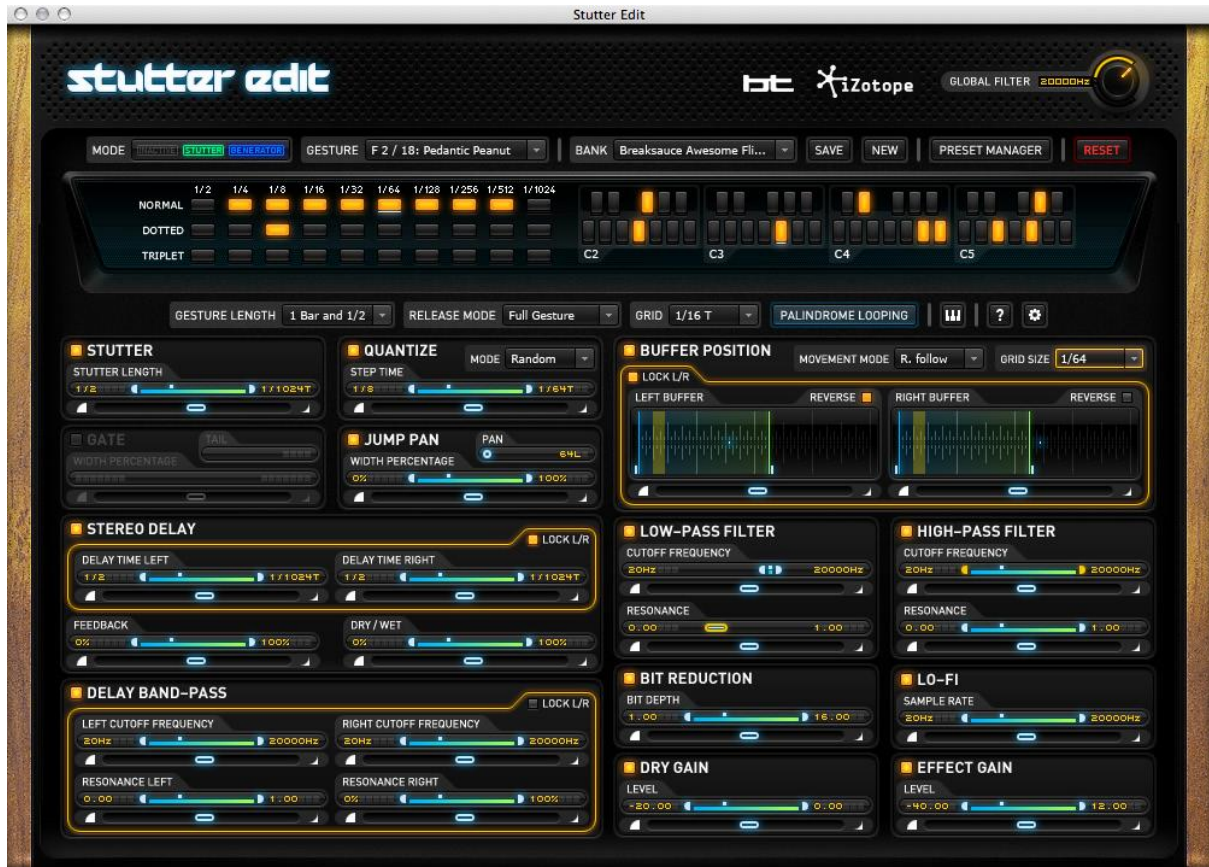 Stutter Edit
stutter edit
bt iZotope GLOBAL FILTER 20000Hz
MODE INACTIVE STUTTER GENERATOR GESTURE F 2 / 18: Pedantic Peanut BANK Breaksauce Awesome Fli... SAVE NEW PRESET MANAGER RESET
1/2 1/4 1/8 1/16 1/32 1/64 1/128 1/256 1/512 1/1024
NORMAL
DOTTED
TRIPLET
C2 C3 C4 C5
GESTURE LENGTH 1 Bar and 1/2 RELEASE MODE Full Gesture GRID 1/16 T PALINDROME LOOPING ?
STUTTER
STUTTER LENGTH
1/2 1/1024T
QUANTIZE MODE Random
STEP TIME
1/8 1/64T
BUFFER POSITION MOVEMENT MODE R. follow GRID SIZE 1/64
LOCK L/R
LEFT BUFFER REVERSE RIGHT BUFFER REVERSE
GATE TAIL
WIDTH PERCENTAGE
JUMP PAN PAN
64L
WIDTH PERCENTAGE
0% 100%
STEREO DELAY LOCK L/R
DELAY TIME LEFT DELAY TIME RIGHT
1/2 1/1024T 1/2 1/1024T
FEEDBACK DRY/WET
0% 100% 0% 100%
LOW-PASS FILTER
CUTOFF FREQUENCY
20Hz 20000Hz
RESONANCE
0.00 1.00
HIGH-PASS FILTER
CUTOFF FREQUENCY
20Hz 20000Hz
RESONANCE
0.00 1.00
DELAY BAND-PASS LOCK L/R
LEFT CUTOFF FREQUENCY RIGHT CUTOFF FREQUENCY
20Hz 20000Hz 20Hz 20000Hz
RESONANCE LEFT RESONANCE RIGHT
0.00 1.00 0% 100%
BIT REDUCTION
BIT DEPTH
1.00 16.00
LO-FI
SAMPLE RATE
20Hz 20000Hz
DRY GAIN
LEVEL
-20.00 0.00
EFFECT GAIN
LEVEL
-40.00 12.00